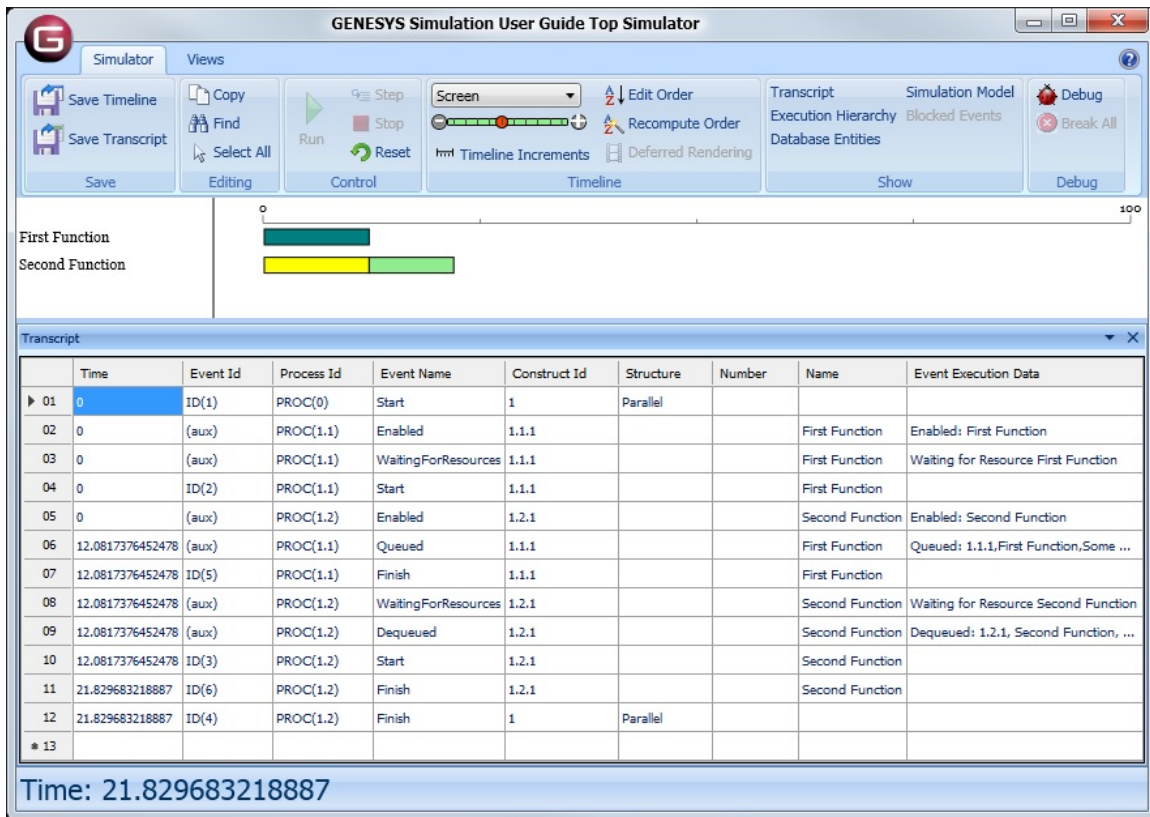 GENESYS Simulation User Guide Top Simulator
G
Simulator Views
Save Timeline
Save Transcript
Save
Copy
Find
Select All
Editing
Run
Step
Stop
Reset
Control
Screen
Timeline Increments
Edit Order
Recompute Order
Deferred Rendering
Timeline
Transcript Simulation Model
Execution Hierarchy Blocked Events
Database Entities
Show
Debug
Break All
Debug
0 100
First Function
Second Function
Transcript
Time Event Id Process Id Event Name Construct Id Structure Number Name Event Execution Data
01 0 ID(1) PROC(0) Start 1 Parallel
02 0 (aux) PROC(1.1) Enabled 1.1.1 First Function Enabled: First Function
03 0 (aux) PROC(1.1) WaitingForResources 1.1.1 First Function Waiting for Resource First Function
04 0 ID(2) PROC(1.1) Start 1.1.1 First Function
05 0 (aux) PROC(1.2) Enabled 1.2.1 Second Function Enabled: Second Function
06 12.0817376452478 (aux) PROC(1.1) Queued 1.1.1 First Function Queued: 1.1.1,First Function,Some ...
07 12.0817376452478 ID(5) PROC(1.1) Finish 1.1.1 First Function
08 12.0817376452478 (aux) PROC(1.2) WaitingForResources 1.2.1 Second Function Waiting for Resource Second Function
09 12.0817376452478 (aux) PROC(1.2) Dequeued 1.2.1 Second Function Dequeued: 1.2.1, Second Function, ...
10 12.0817376452478 ID(3) PROC(1.2) Start 1.2.1 Second Function
11 21.829683218887 ID(6) PROC(1.2) Finish 1.2.1 Second Function
12 21.829683218887 ID(4) PROC(1.2) Finish 1 Parallel
* 13
Time: 21.829683218887